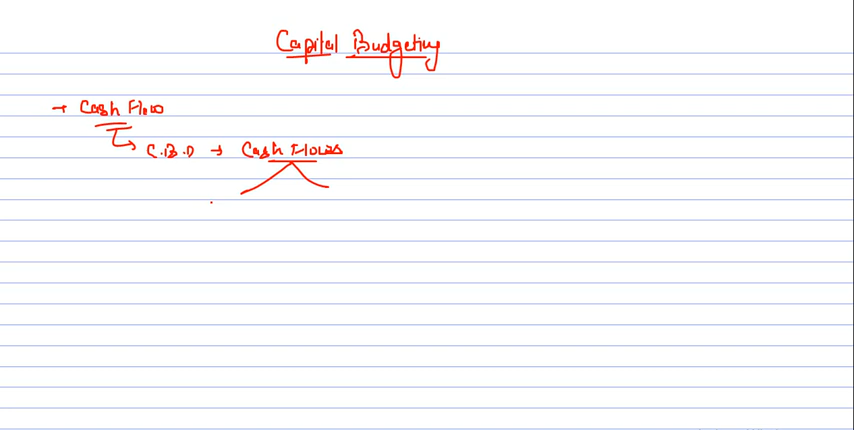 Capital Budgeting
→ Cash Flow
C.B.D → Cash Flows